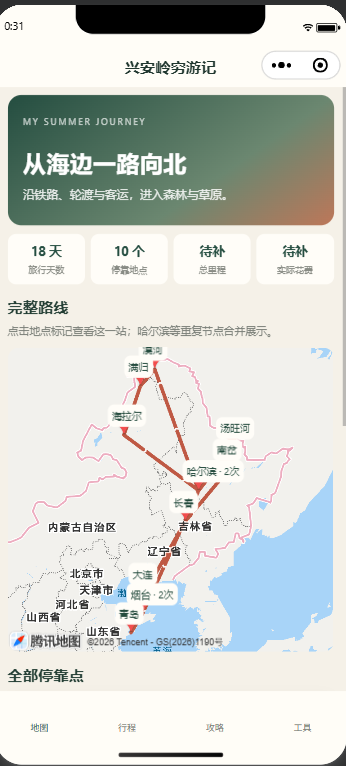 0:31
兴安岭穷游记
MY SUMMER JOURNEY
从海边一路向北
沿铁路、轮渡与客运，进入森林与草原。
18 天
旅行天数
10 个
停靠地点
待补
总里程
待补
实际花费
完整路线
点击地点标记查看这一站；哈尔滨等重复节点合并展示。
漠河
满归
海拉尔
汤旺河
南岔
哈尔滨 · 2次
长春
吉林省
内蒙古自治区
辽宁省
北京市
大连
天津市
渤
河北省
烟台 · 2次
山西省
青岛
山东省
腾讯地图
©2026 Tencent - GS(2026)1190号
黄海
全部停靠点
地图
行程
攻略
工具